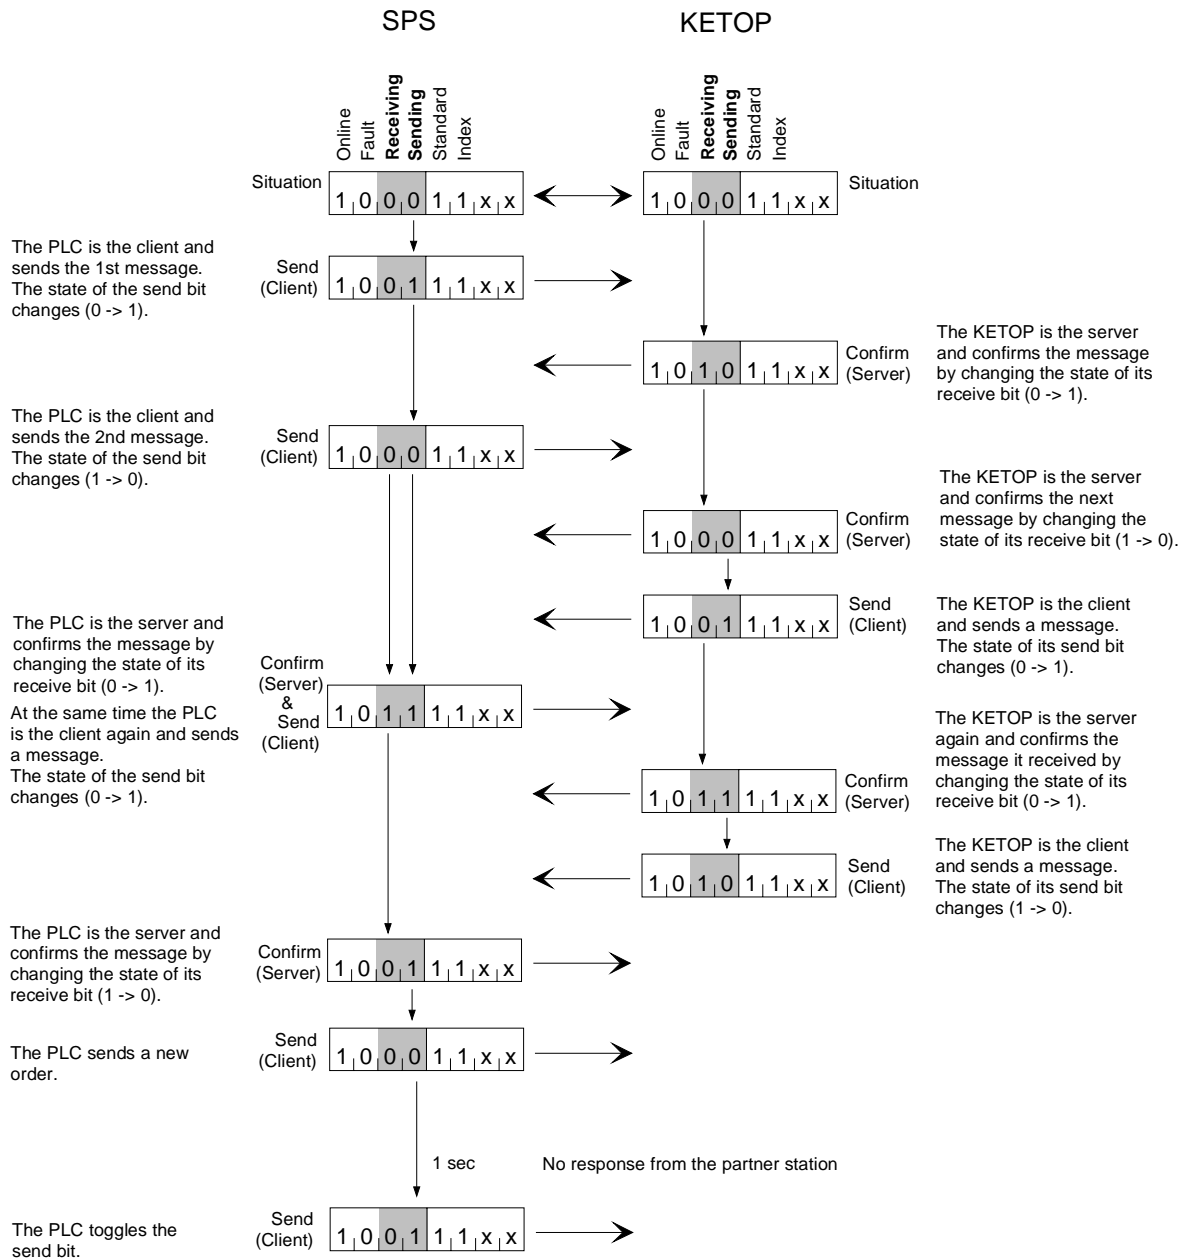 SPS KETOP
Online
Fault
Receiving
Sending
Standard
Index
Online
Fault
Receiving
Sending
Standard
Index
Situation 1 0 0 0 1 1 x x
1 0 0 0 1 1 x x Situation
The PLC is the client and
sends the 1st message.
The state of the send bit
changes (0 -> 1).
Send
(Client)
1 0 0 1 1 1 x x
1 0 1 0 1 1 x x
Confirm
(Server)
The KETOP is the server
and confirms the message
by changing the state of its
receive bit (0 -> 1).
The PLC is the client and
sends the 2nd message.
The state of the send bit
changes (1 -> 0).
Send
(Client)
1 0 0 0 1 1 x x
1 0 0 0 1 1 x x
Confirm
(Server)
The KETOP is the server
and confirms the next
message by changing the
state of its receive bit (1 -> 0).
1 0 0 1 1 1 x x
Send
(Client)
The KETOP is the client
and sends a message.
The state of its send bit
changes (0 -> 1).
The PLC is the server and
confirms the message by
changing the state of its
receive bit (0 -> 1).
At the same time the PLC
is the client again and sends
a message.
The state of the send bit
changes (0 -> 1).
Confirm
(Server)
&
Send
(Client)
1 0 1 1 1 1 x x
1 0 1 1 1 1 x x
Confirm
(Server)
The KETOP is the server
again and confirms the
message it received by
changing the state of its
receive bit (0 -> 1).
1 0 1 0 1 1 x x
Send
(Client)
The KETOP is the client
and sends a message.
The state of its send bit
changes (1 -> 0).
The PLC is the server and
confirms the message by
changing the state of its
receive bit (1 -> 0).
Confirm
(Server)
1 0 0 1 1 1 x x
The PLC sends a new
order.
Send
(Client)
1 0 0 0 1 1 x x
1 sec No response from the partner station
The PLC toggles the
send bit.
Send
(Client)
1 0 0 1 1 1 x x